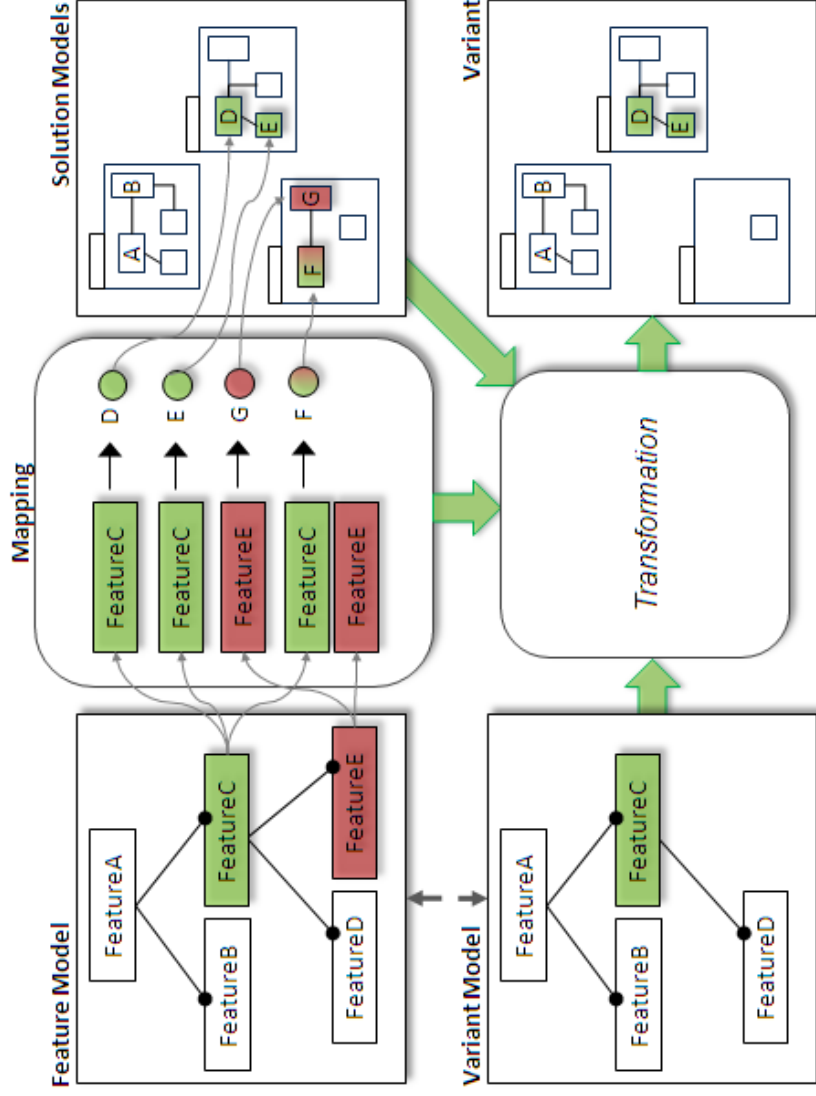 Feature Model
FeatureA
FeatureB
FeatureC
FeatureD
FeatureE
Mapping
FeatureC
D
FeatureC
E
FeatureE
G
FeatureC
F
FeatureE
Solution Models
A
B
D
E
F
G
Variant Model
FeatureA
FeatureB
FeatureC
FeatureD
Transformation
Variant
A
B
D
E